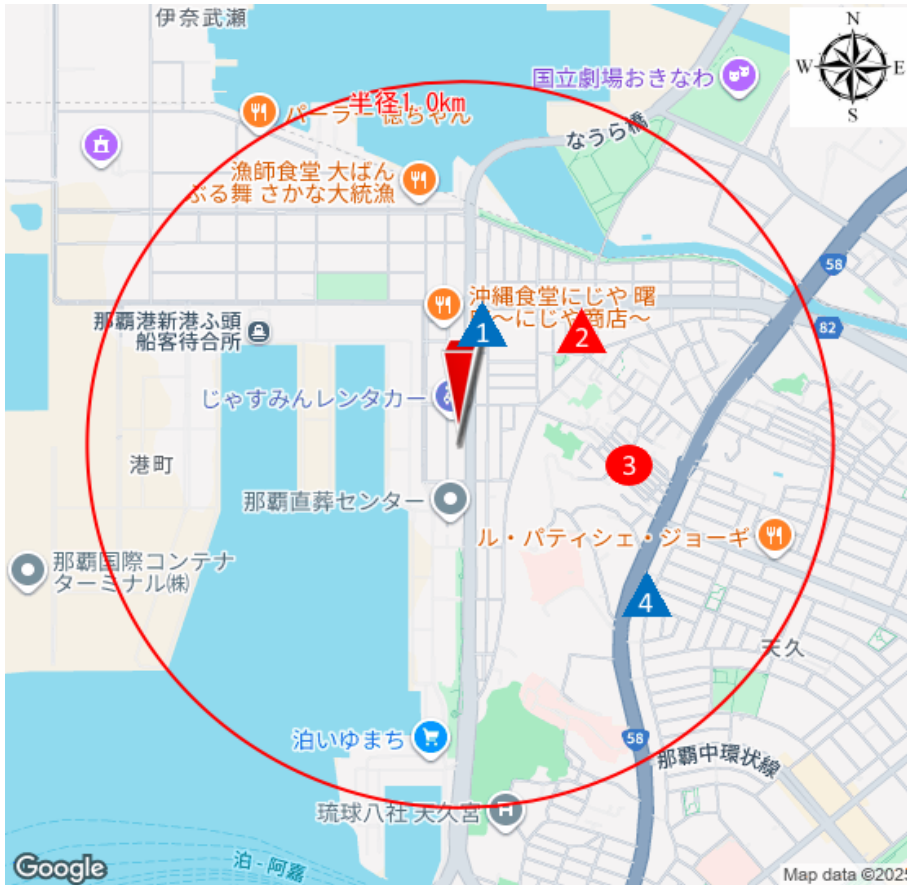 伊奈武瀬
N
W
E
S
国立劇場おきなわ
半径1.0km
パーラー 徳ちゃん
なうら橋
漁師食堂 大ばん
ぶる舞 さかな大統漁
58
沖縄食堂にじや 曙
店～にじや商店～
1
2
82
那覇港新港ふ頭
船客待合所
じゃすみんレンタカー
3
港町
那覇直葬センター
ル・パティシェ・ジョーギ
那覇国際コンテナ
ターミナル㈱
4
天久
泊いゆまち
58
那覇中環状線
琉球八社 天久宮
泊 - 阿嘉
Google
Map data ©2025